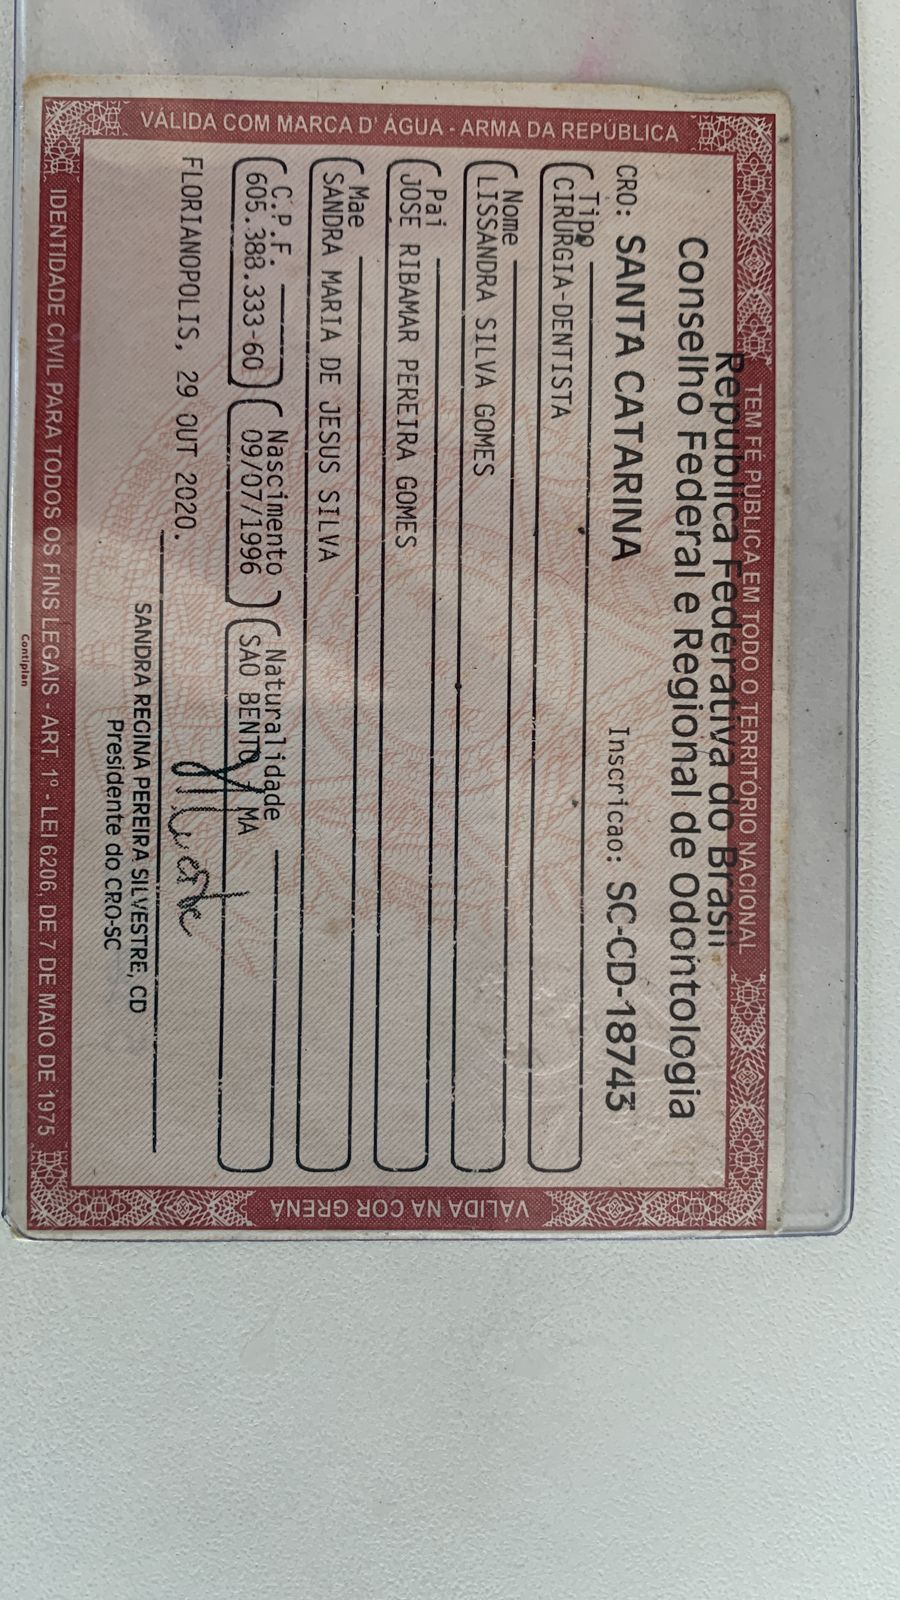 VÁLIDA COM MARCA D' ÁGUA - ARMA DA REPÚBLICA
TEM FÉ PÚBLICA EM TODO O TERRITÓRIO NACIONAL
Republica Federativa do Brasil
Conselho Federal e Regional de Odontologia
CRO: SANTA CATARINA Inscricao: SC-CD-18743
Tipo
CIRURGIA-DENTISTA
Nome
LISSANDRA SILVA GOMES
Pai
JOSE RIBAMAR PEREIRA GOMES
Mae
SANDRA MARIA DE JESUS SILVA
C.P.F. Nascimento Naturalidade
605.388.333-60 09/07/1996 SAO BENTO MA
FLORIANOPOLIS, 29 OUT 2020.
SANDRA REGINA PEREIRA SILVESTRE, CD
Presidente do CRO-SC
VÁLIDA NA COR GRENÁ
IDENTIDADE CIVIL PARA TODOS OS FINS LEGAIS - ART. 1º - LEI 6206, DE 7 DE MAIO DE 1975
Contiplan